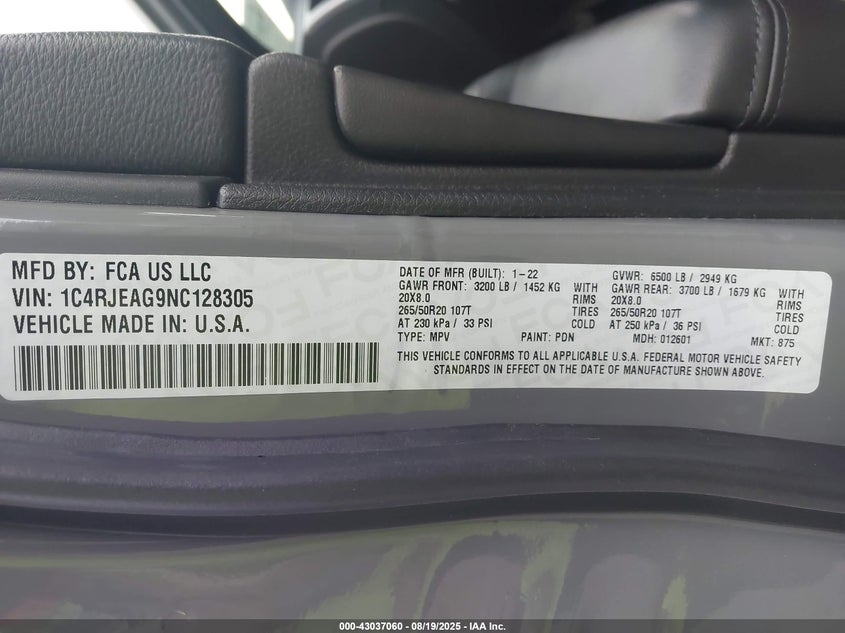 MFD BY: FCA US LLC
VIN: 1C4RJEAG9NC128305
VEHICLE MADE IN: U.S.A.
DATE OF MFR (BUILT): 1-22 GVWR: 6500 LB / 2949 KG
GAWR FRONT: 3200 LB / 1452 KG WITH GAWR REAR: 3700 LB / 1679 KG WITH
20X8.0 RIMS 20X8.0 RIMS
265/50R20 107T TIRES 265/50R20 107T TIRES
AT 230 kPa / 33 PSI COLD AT 250 kPa / 36 PSI COLD
TYPE: MPV PAINT: PDN MDH: 012601 MKT: 875
THIS VEHICLE CONFORMS TO ALL APPLICABLE U.S.A. FEDERAL MOTOR VEHICLE SAFETY
STANDARDS IN EFFECT ON THE DATE OF MANUFACTURE SHOWN ABOVE.
000-43037060 - 08/19/2025 - IAA Inc.